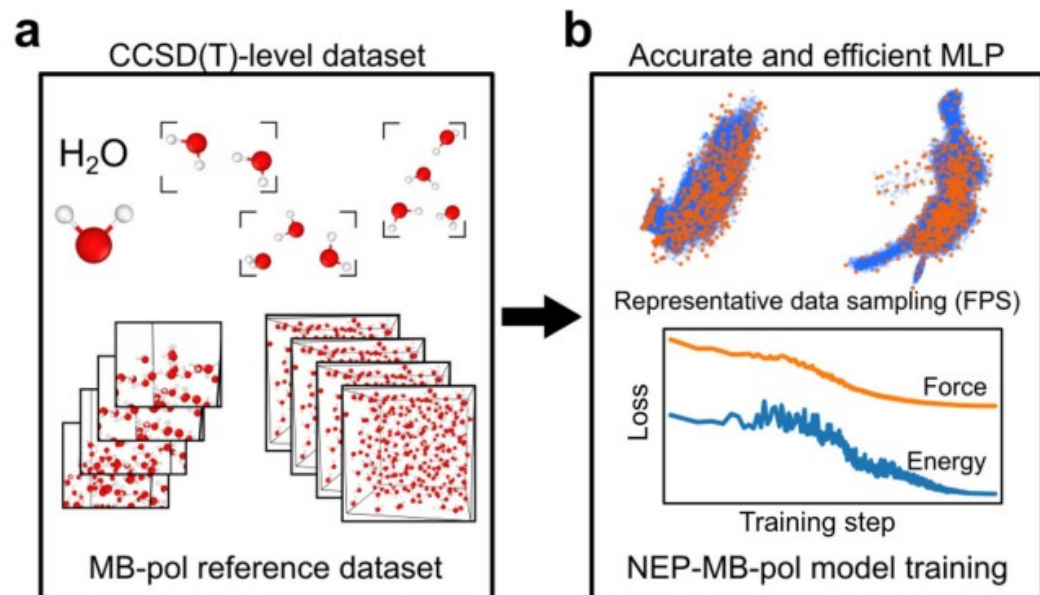 a
CCSD(T)-level dataset
H₂O
MB-pol reference dataset
b
Accurate and efficient MLP
Representative data sampling (FPS)
Loss
Force
Energy
Training step
NEP-MB-pol model training